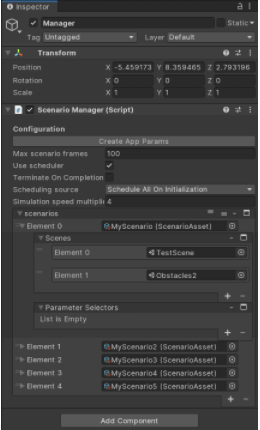 Inspector
Manager
Static
Tag Untagged Layer Default
Transform
Position X -5.459173 Y 8.359465 Z 2.793196
Rotation X 0 Y 0 Z 0
Scale X 1 Y 1 Z 1
Scenario Manager (Script)
Configuration
Create App Params
Max scenario frames 100
Use scheduler
Terminate On Completion
Scheduling source Schedule All On Initialization
Simulation speed multiplie 4
scenarios
Element 0 MyScenario (ScenarioAsset)
Scenes
Element 0 TestScene
Element 1 Obstacles2
Parameter Selectors
List is Empty
Element 1 MyScenario2 (ScenarioAsset)
Element 2 MyScenario3 (ScenarioAsset)
Element 3 MyScenario4 (ScenarioAsset)
Element 4 MyScenario5 (ScenarioAsset)
Add Component